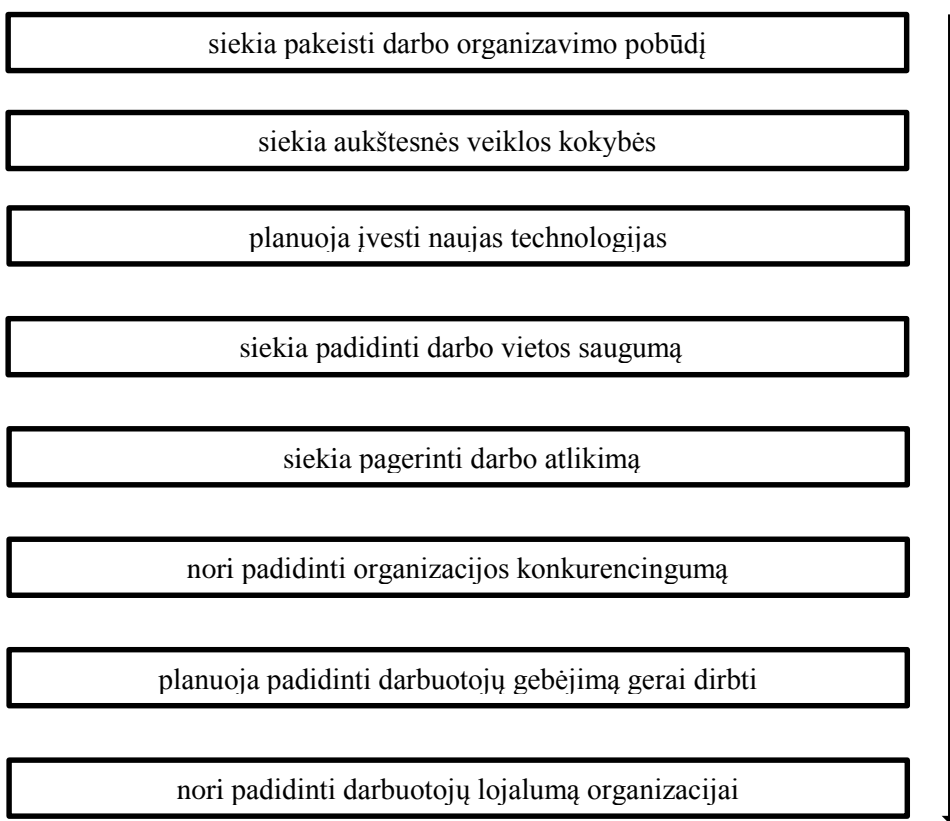 siekia pakeisti darbo organizavimo pobūdį
siekia aukštesnės veiklos kokybės
planuoja įvesti naujas technologijas
siekia padidinti darbo vietos saugumą
siekia pagerinti darbo atlikimą
nori padidinti organizacijos konkurencingumą
planuoja padidinti darbuotojų gebėjimą gerai dirbti
nori padidinti darbuotojų lojalumą organizacijai